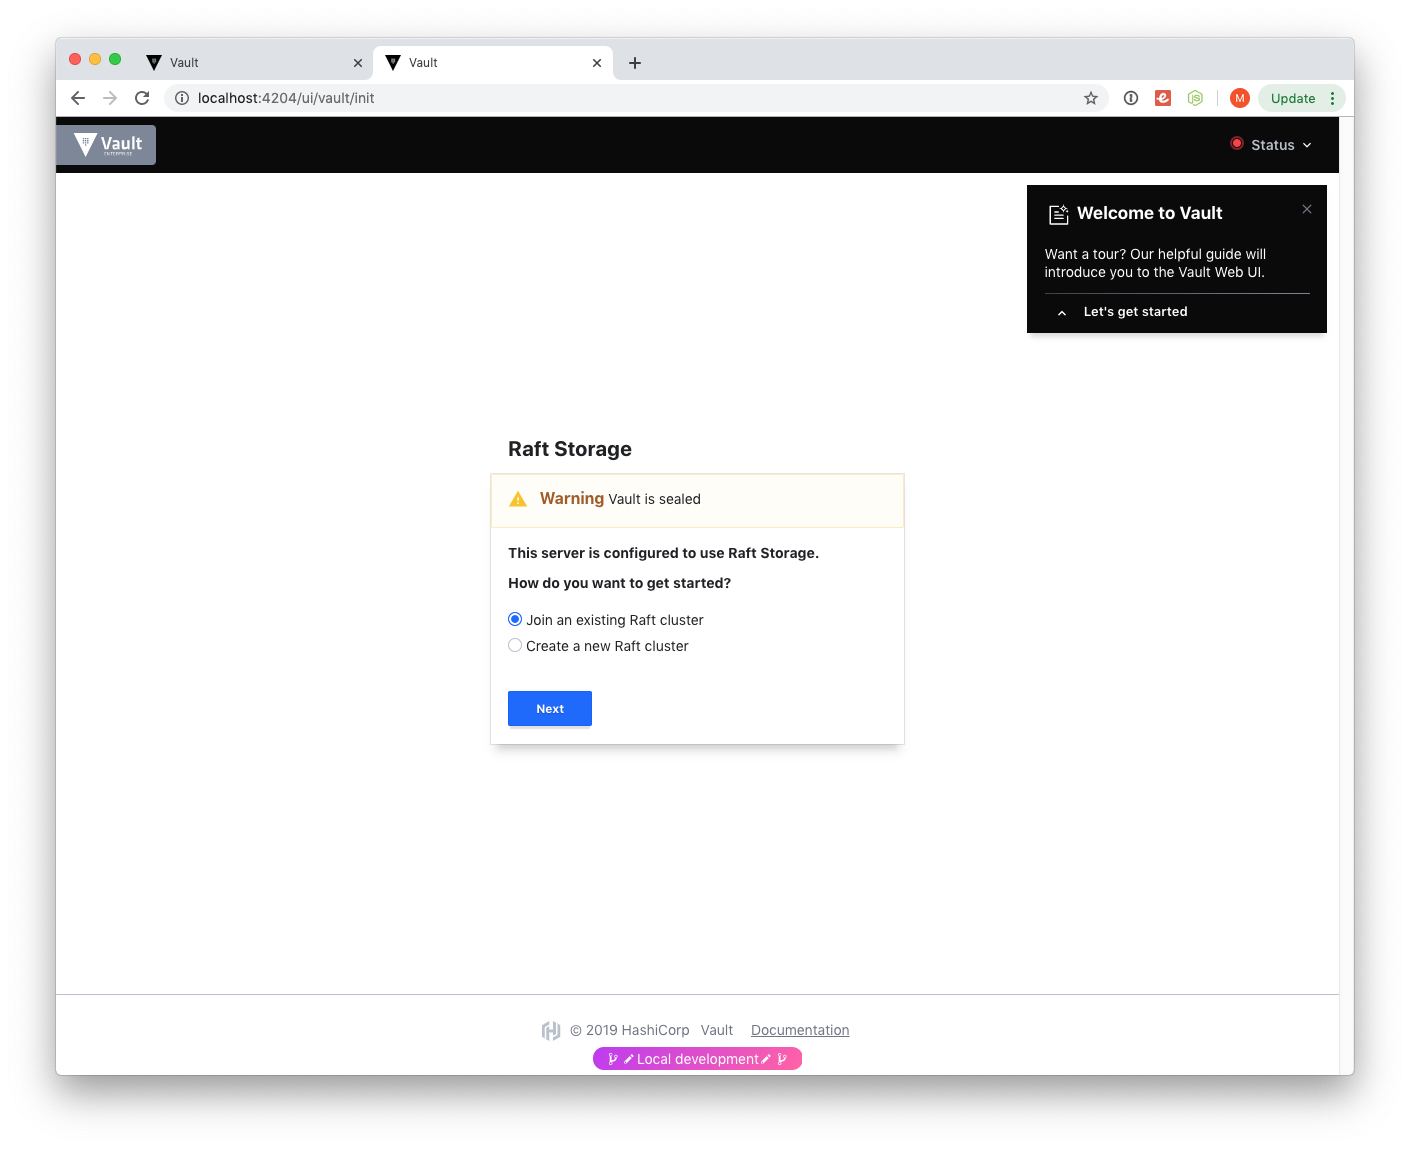 Vault
Vault
localhost:4204/ui/vault/init
M
Update
Vault
ENTERPRISE
Status
Welcome to Vault
Want a tour? Our helpful guide will
introduce you to the Vault Web UI.
Let's get started
Raft Storage
Warning Vault is sealed
This server is configured to use Raft Storage.
How do you want to get started?
Join an existing Raft cluster
Create a new Raft cluster
Next
© 2019 HashiCorp Vault Documentation
Local development